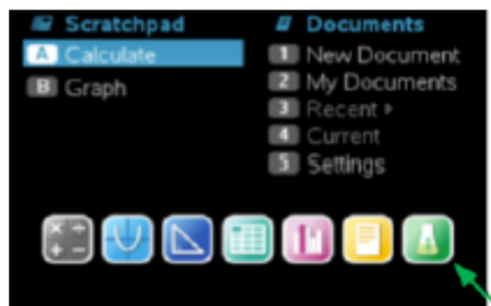 Scratchpad
A Calculate
B Graph
Documents
1 New Document
2 My Documents
3 Recent ▸
4 Current
5 Settings